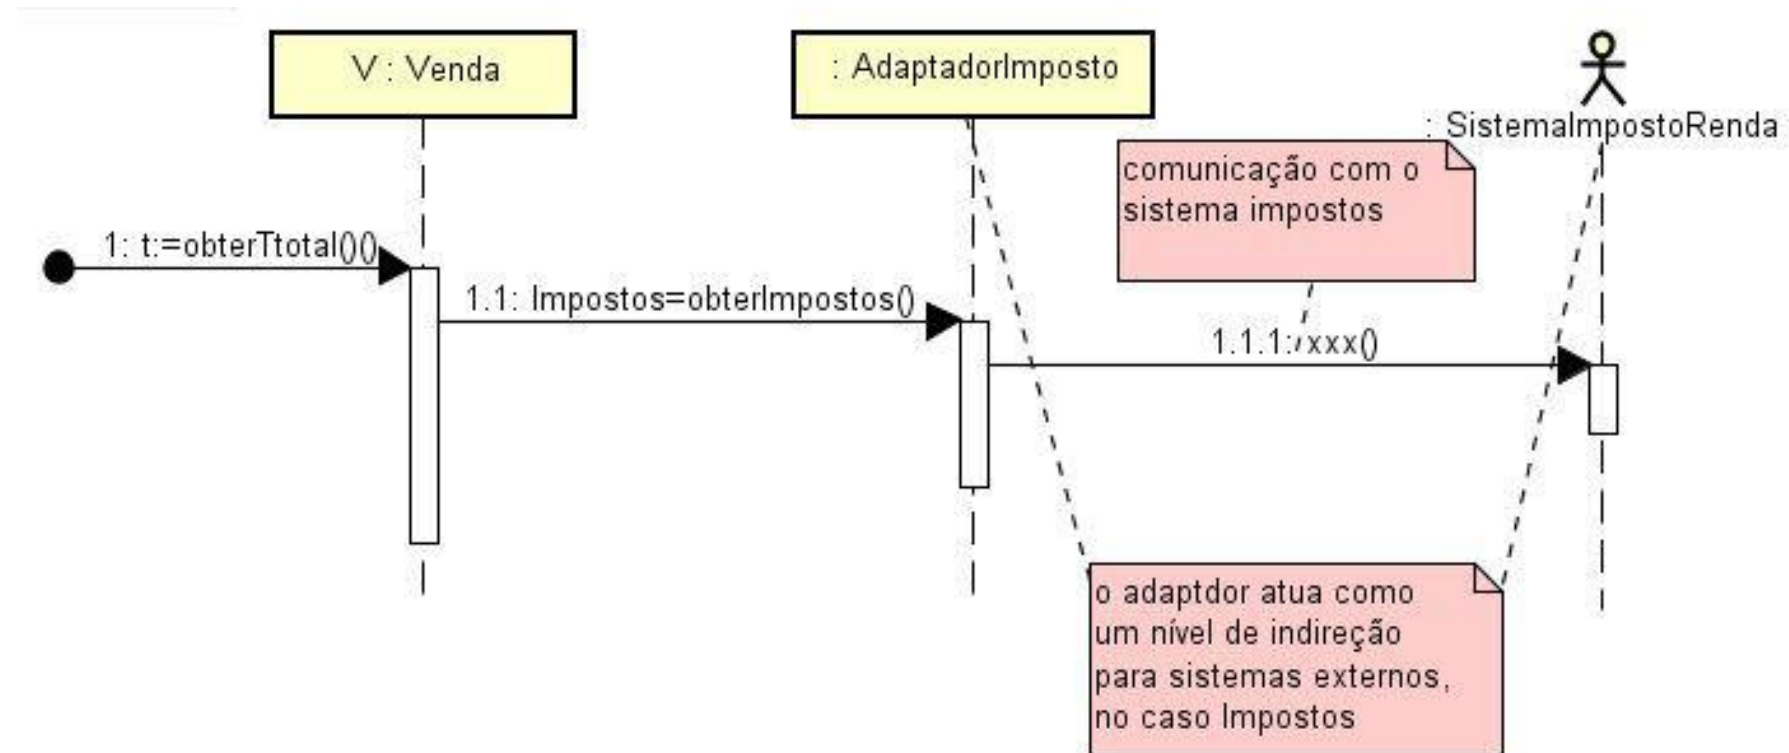 V : Venda
: AdaptadorImposto
: SistemaImpostoRenda
comunicação com o
sistema impostos
1: t:=obterTtotal()()
1.1: Impostos=obterImpostos()
1.1.1: xxx()
o adaptdor atua como
um nível de indireção
para sistemas externos,
no caso Impostos